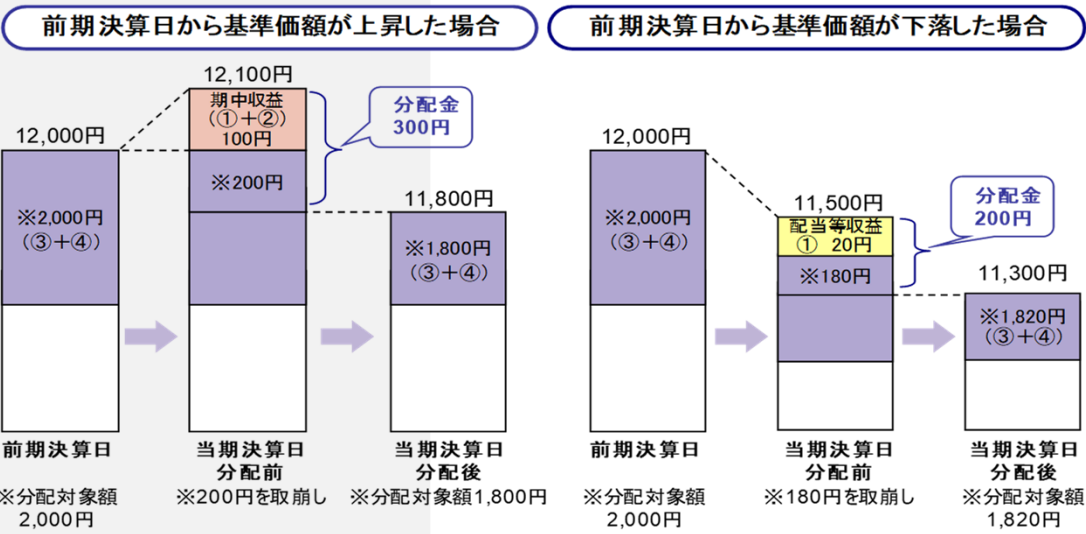 前期決算日から基準価額が上昇した場合
12,100円
期中収益
(①+②)
100円
分配金
300円
12,000円
※2,000円
(③+④)
※200円
11,800円
※1,800円
(③+④)
前期決算日
当期決算日
分配前
当期決算日
分配後
※分配対象額
2,000円
※200円を取崩し
※分配対象額1,800円
前期決算日から基準価額が下落した場合
12,000円
※2,000円
(③+④)
11,500円
配当等収益
① 20円
※180円
分配金
200円
11,300円
※1,820円
(③+④)
前期決算日
当期決算日
分配前
当期決算日
分配後
※分配対象額
2,000円
※180円を取崩し
※分配対象額
1,820円